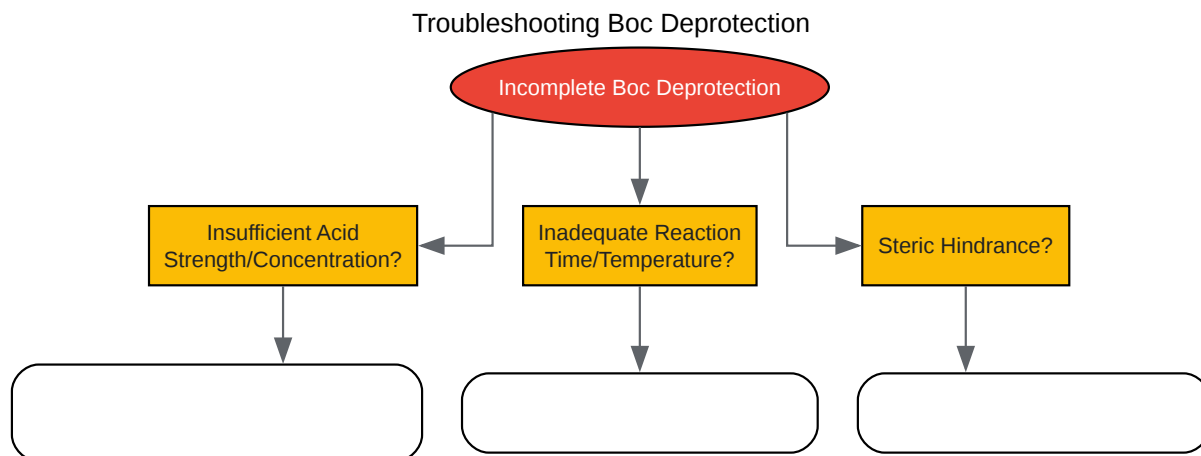 Troubleshooting Boc Deprotection
Incomplete Boc Deprotection
Insufficient Acid
Strength/Concentration?
Inadequate Reaction
Time/Temperature?
Steric Hindrance?